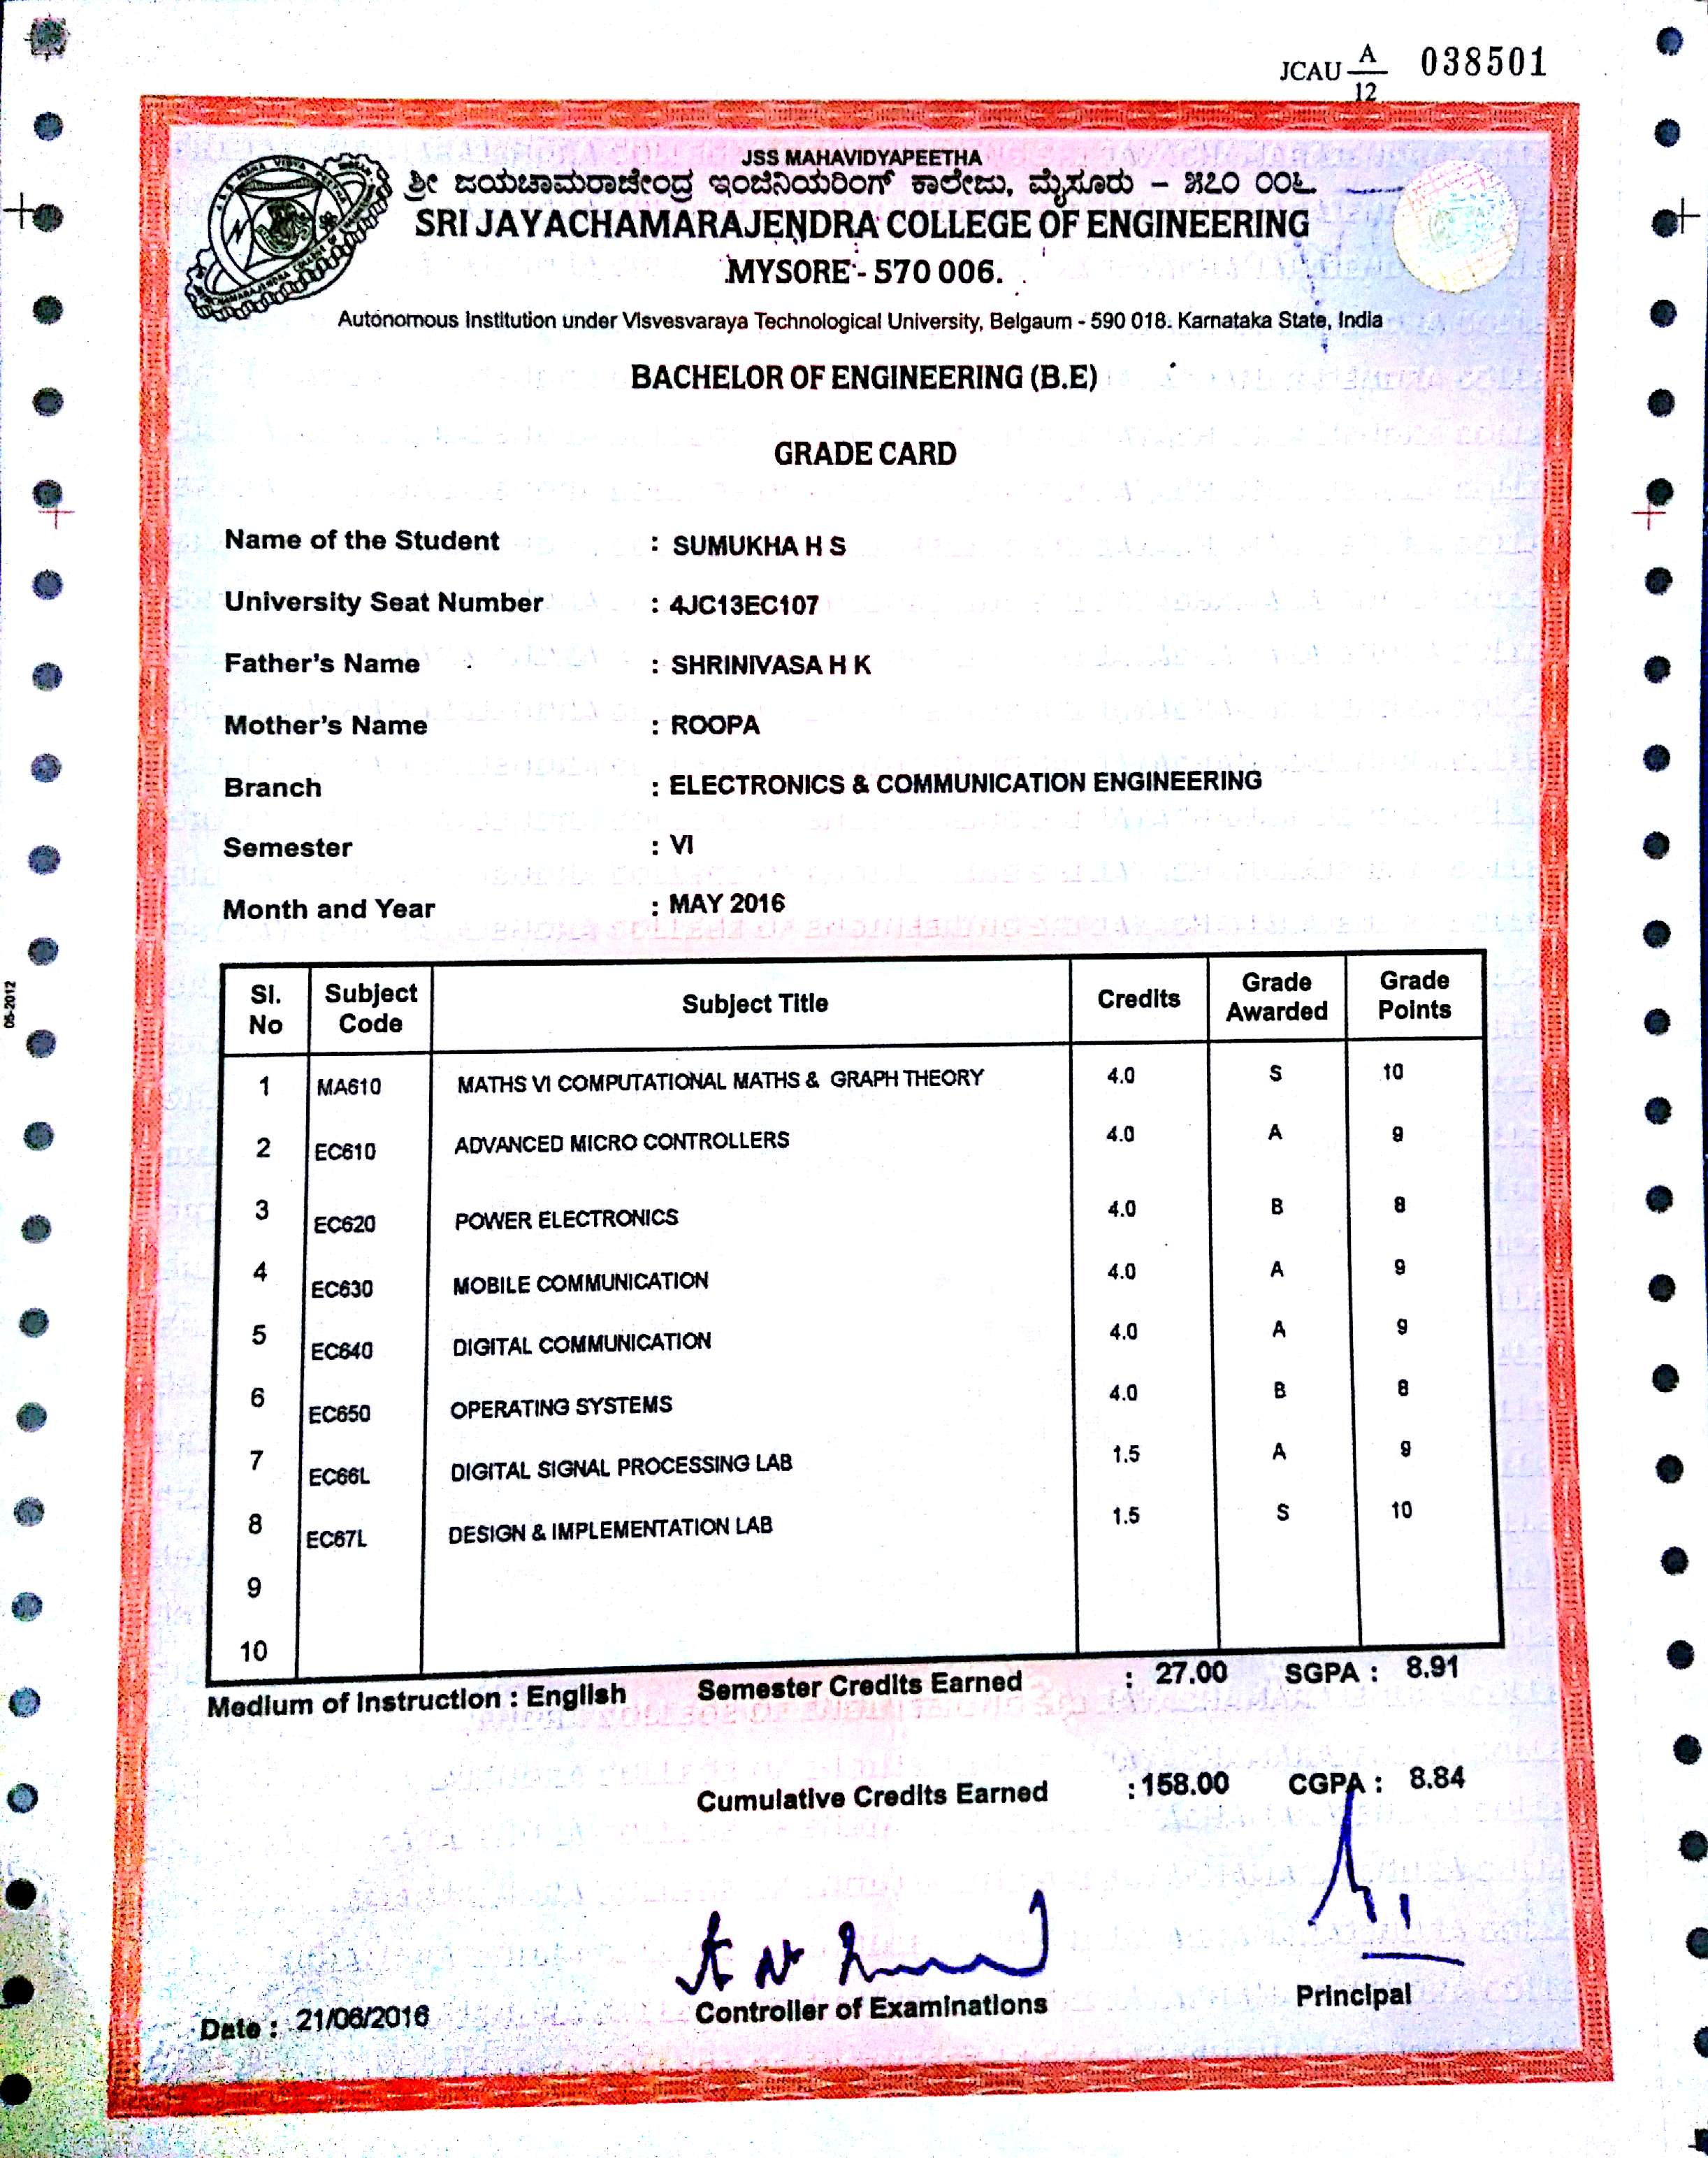 JCAU A/12 038501
JSS MAHAVIDYAPEETHA
ಶ್ರೀ ಜಯಚಾಮರಾಜೇಂದ್ರ ಇಂಜಿನಿಯರಿಂಗ್ ಕಾಲೇಜು, ಮೈಸೂರು – ೫೭೦ ೦೦೬.
SRI JAYACHAMARAJENDRA COLLEGE OF ENGINEERING
MYSORE - 570 006.
Autonomous Institution under Visvesvaraya Technological University, Belgaum - 590 018. Karnataka State, India
BACHELOR OF ENGINEERING (B.E)
GRADE CARD
Name of the Student : SUMUKHA H S
University Seat Number : 4JC13EC107
Father's Name : SHRINIVASA H K
Mother's Name : ROOPA
Branch : ELECTRONICS & COMMUNICATION ENGINEERING
Semester : VI
Month and Year : MAY 2016
05-2012
Sl. No Subject Code Subject Title Credits Grade Awarded Grade Points
1 MA610 MATHS VI COMPUTATIONAL MATHS & GRAPH THEORY 4.0 S 10
2 EC610 ADVANCED MICRO CONTROLLERS 4.0 A 9
3 EC620 POWER ELECTRONICS 4.0 B 8
4 EC630 MOBILE COMMUNICATION 4.0 A 9
5 EC640 DIGITAL COMMUNICATION 4.0 A 9
6 EC650 OPERATING SYSTEMS 4.0 B 8
7 EC66L DIGITAL SIGNAL PROCESSING LAB 1.5 A 9
8 EC67L DESIGN & IMPLEMENTATION LAB 1.5 S 10
9
10
Medium of Instruction : English Semester Credits Earned : 27.00 SGPA : 8.91
Cumulative Credits Earned : 158.00 CGPA : 8.84
Date : 21/06/2016 Controller of Examinations Principal